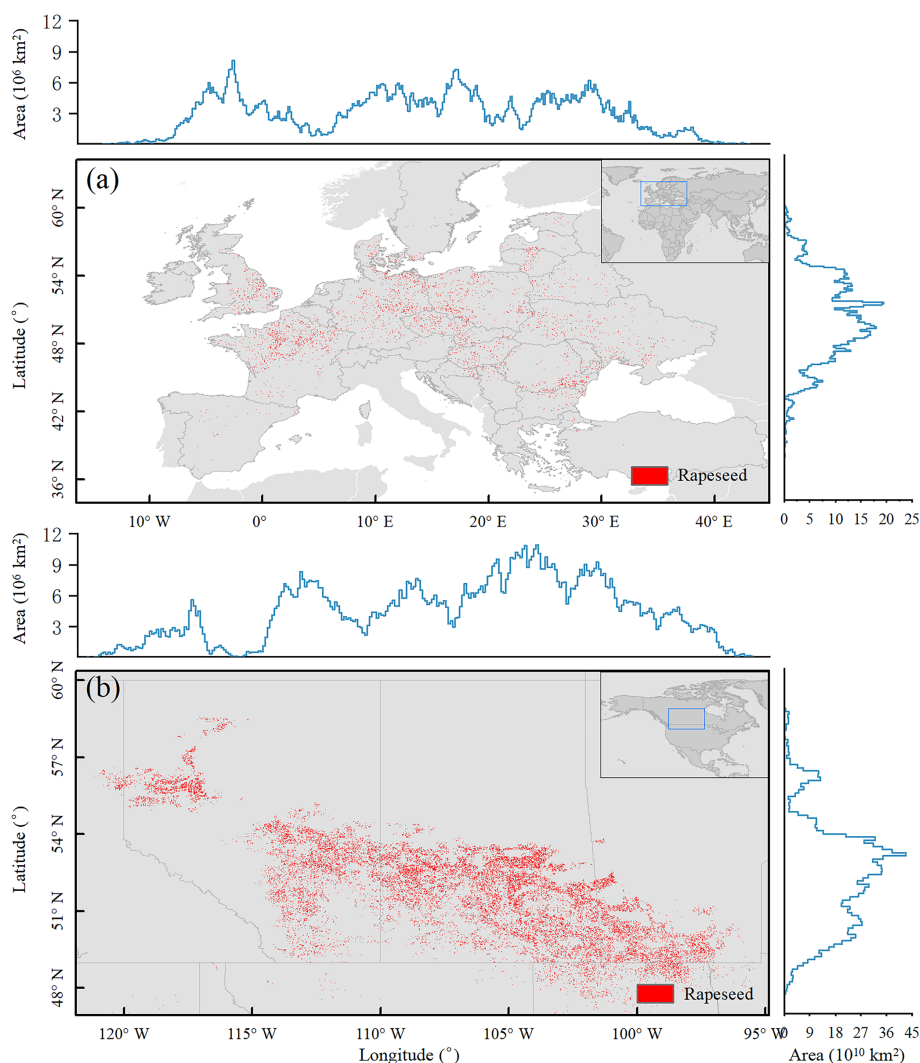 12
9
6
3
Area (10⁶ km²)
(a)
60° N
54° N
48° N
42° N
36° N
Latitude (°)
Rapeseed
10° W
0°
10° E
20° E
30° E
40° E
0
5
10
15
20
25
12
9
6
3
Area (10⁶ km²)
(b)
60° N
57° N
54° N
51° N
48° N
Latitude (°)
Rapeseed
120° W
115° W
110° W
105° W
100° W
95° W
Longitude (°)
0
9
18
27
36
45
Area (10¹⁰ km²)